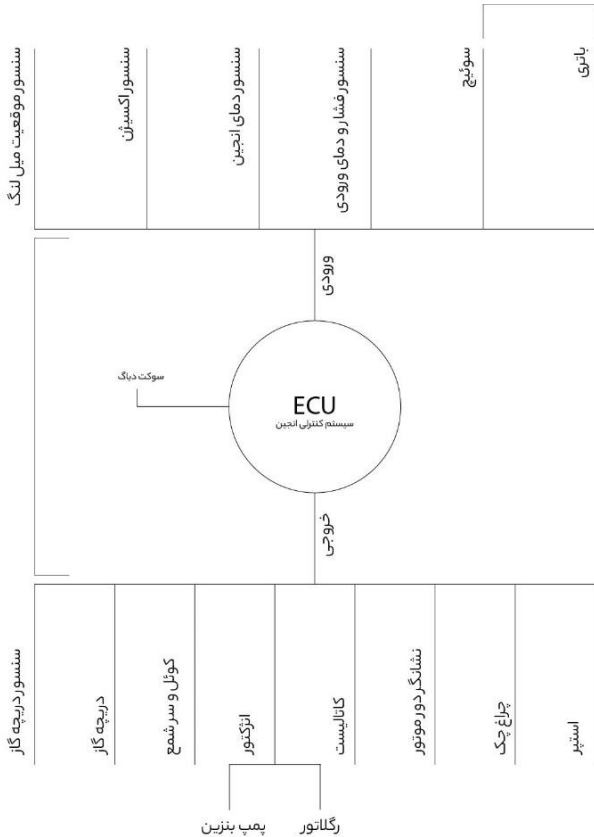 باتری
سوئیچ
سنسور فشار و دمای ورودی
سنسور دمای انجین
سنسور اکسیژن
سنسور موقعیت میل لنگ
ورودی
سوکت دیاگ
ECU
سیستم کنترلی انجین
خروجی
استپر
چراغ چک
نشانگر دور موتور
کاتالیست
انژکتور
کوئل و سر شمع
دریچه گاز
سنسور دریچه گاز
رگلاتور
پمپ بنزین